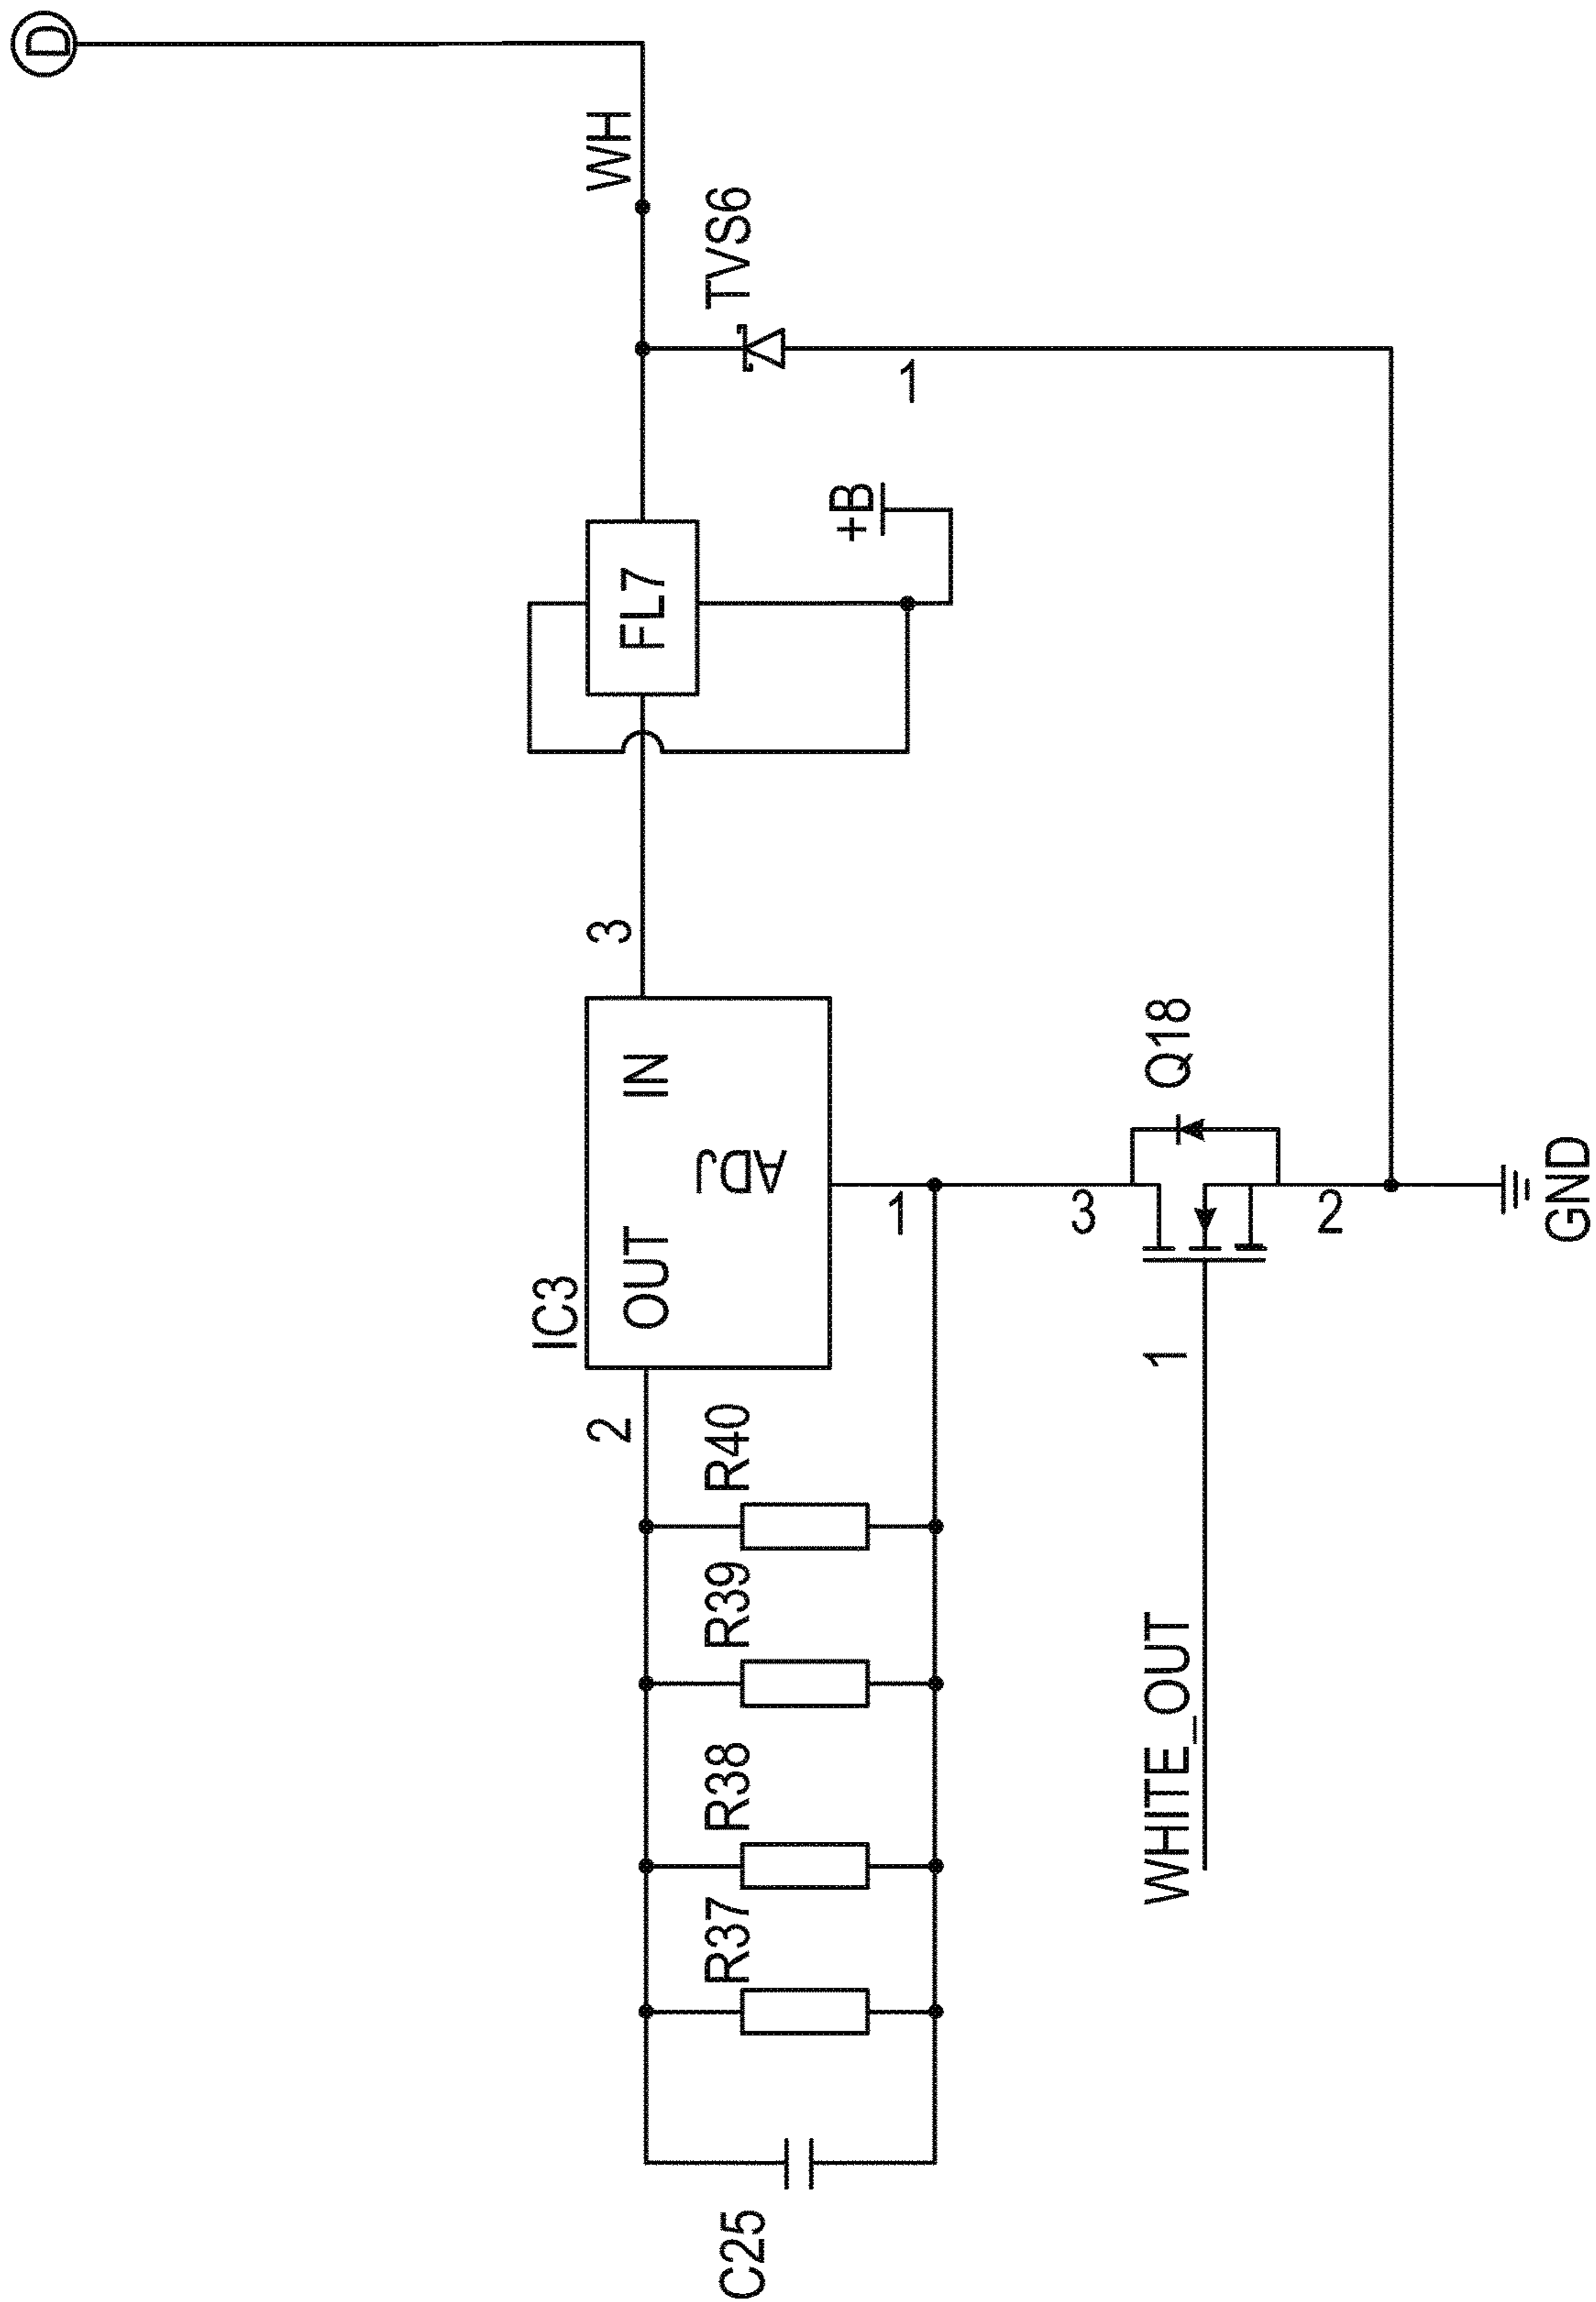 D
WH
TVS6
1
+B
FL7
3
IC3
IN
OUT
ADJ
2
1
R40
R39
R38
R37
C25
Q18
3
2
1
WHITE_OUT
GND